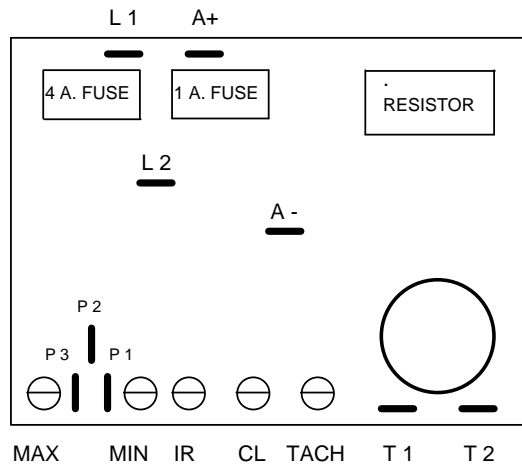 L 1 A+
4 A. FUSE 1 A. FUSE
RESISTOR
L 2
A -
P 2
P 3 P 1
MAX MIN IR CL TACH T 1 T 2